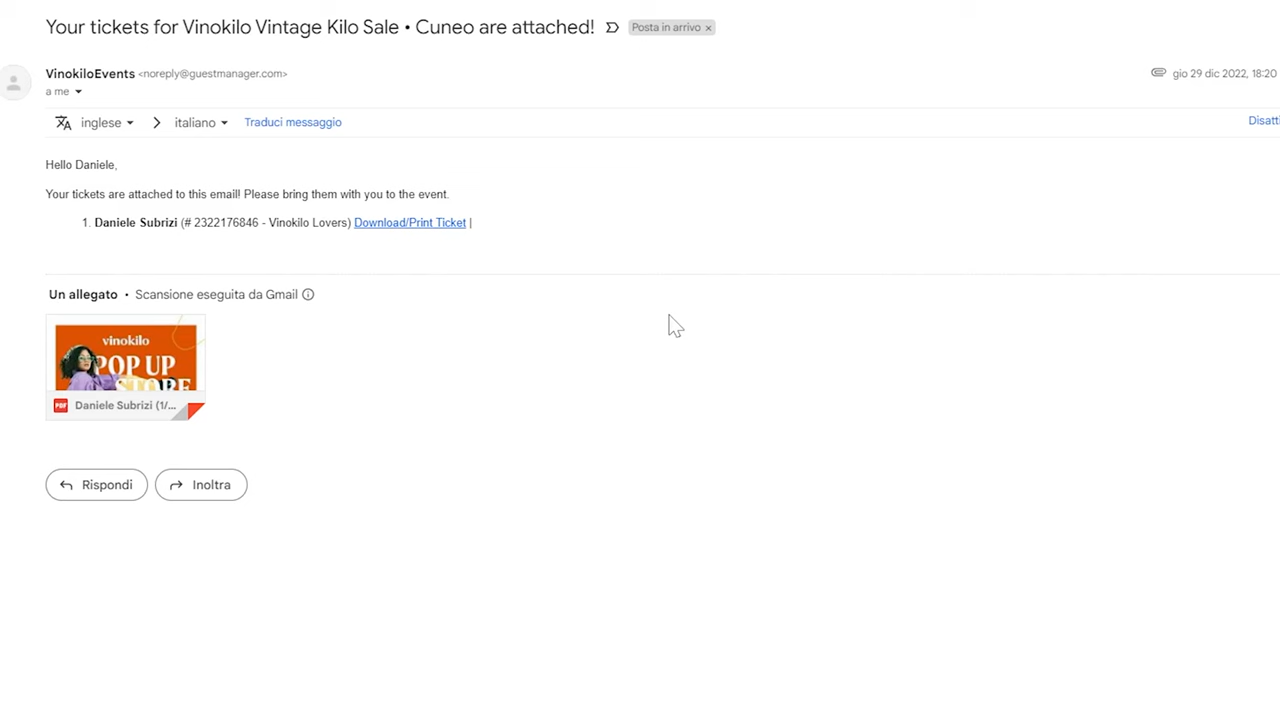 Your tickets for Vinokilo Vintage Kilo Sale • Cuneo are attached! Posta in arrivo ×
VinokiloEvents <noreply@guestmanager.com> gio 29 dic 2022, 18:20
a me
inglese > italiano Traduci messaggio Disatti
Hello Daniele,
Your tickets are attached to this email! Please bring them with you to the event.
1. Daniele Subrizi (# 2322176846 - Vinokilo Lovers) Download/Print Ticket |
Un allegato • Scansione eseguita da Gmail
vinokilo
POP UP
STORE
PDF Daniele Subrizi (1/...
Rispondi Inoltra